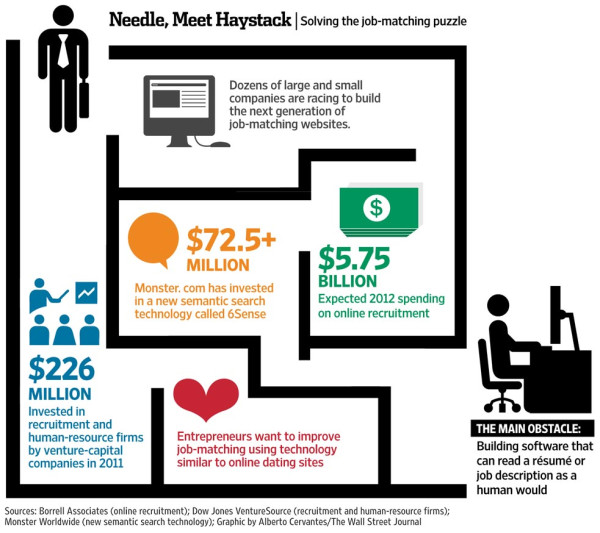 Needle, Meet Haystack | Solving the job-matching puzzle
Dozens of large and small
companies are racing to build
the next generation of
job-matching websites.
$72.5+
MILLION
Monster. com has invested
in a new semantic search
technology called 6Sense
$
$5.75
BILLION
Expected 2012 spending
on online recruitment
$226
MILLION
Invested in
recruitment and
human-resource firms
by venture-capital
companies in 2011
Entrepreneurs want to improve
job-matching using technology
similar to online dating sites
THE MAIN OBSTACLE:
Building software that
can read a résumé or
job description as a
human would
Sources: Borrell Associates (online recruitment); Dow Jones VentureSource (recruitment and human-resource firms);
Monster Worldwide (new semantic search technology); Graphic by Alberto Cervantes/The Wall Street Journal